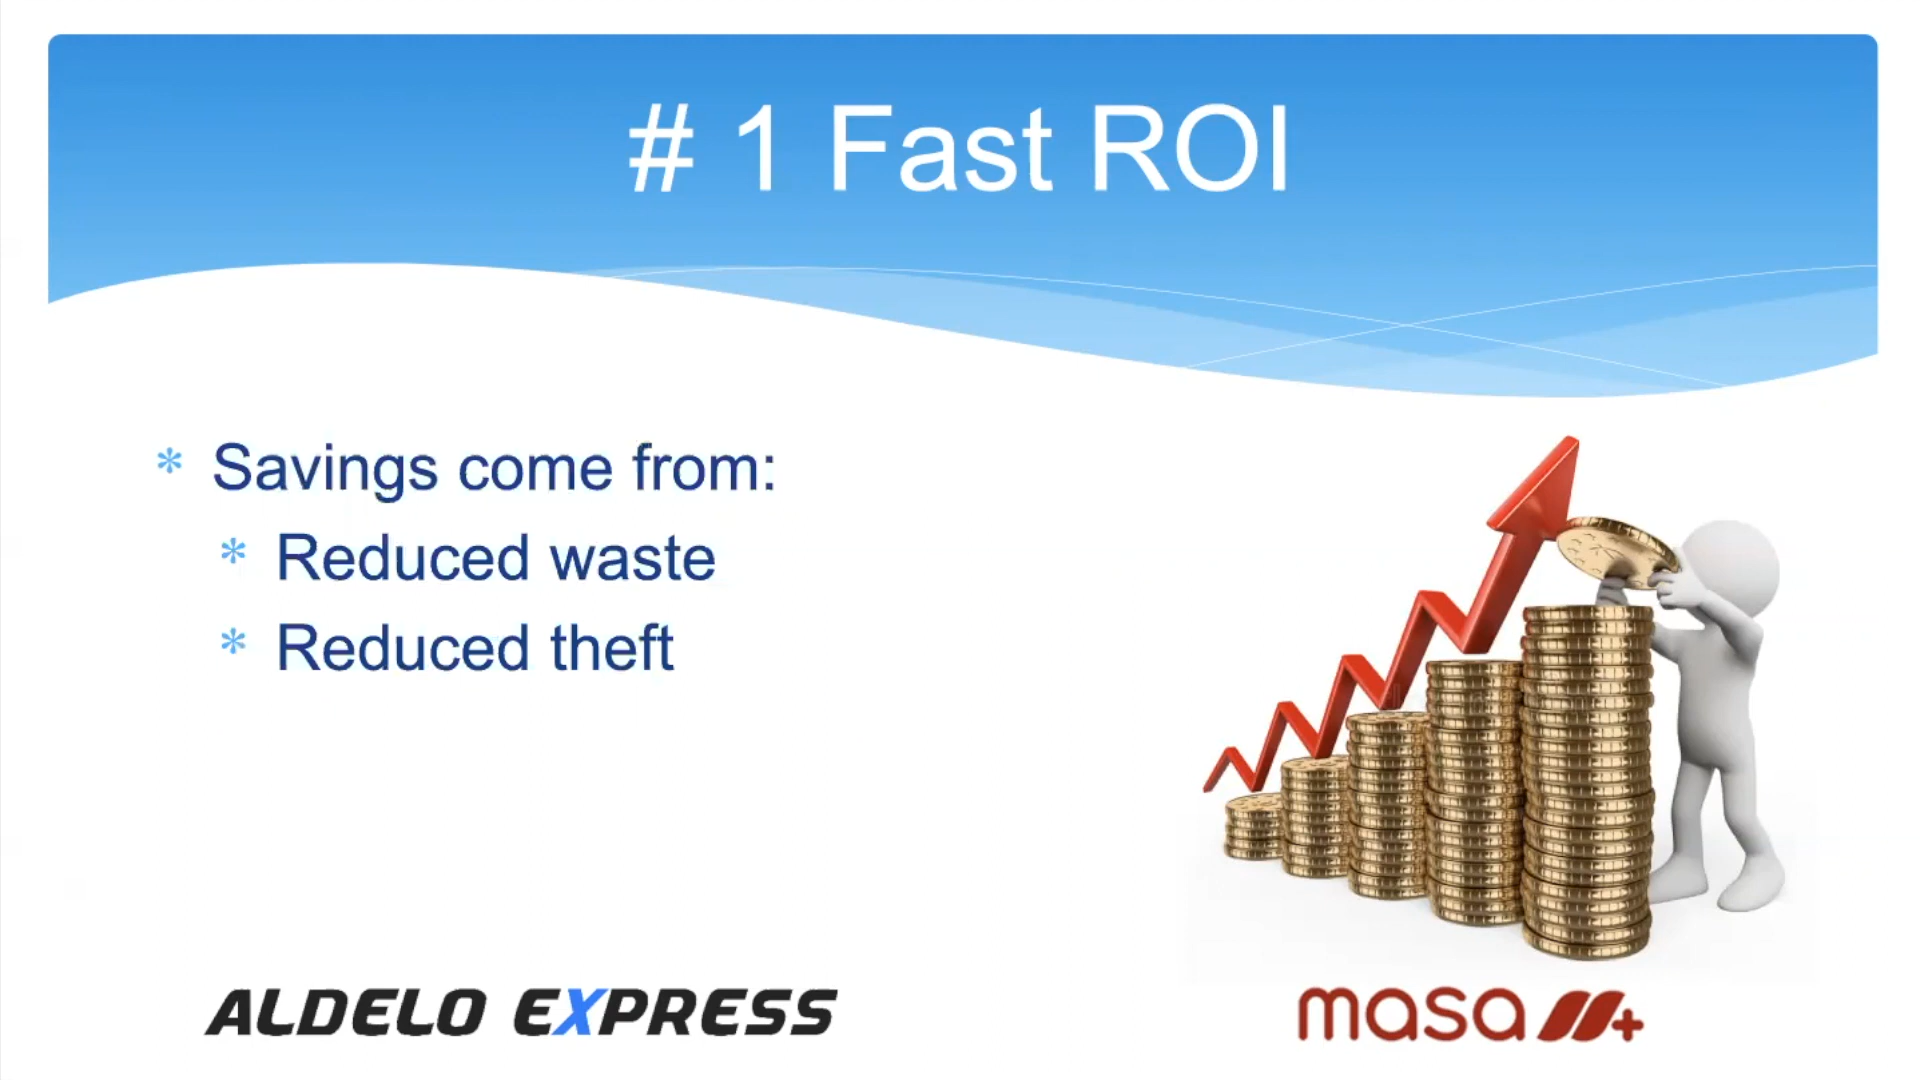 # 1 Fast ROI
* Savings come from:
* Reduced waste
* Reduced theft
ALDELO EXPRESS
masa